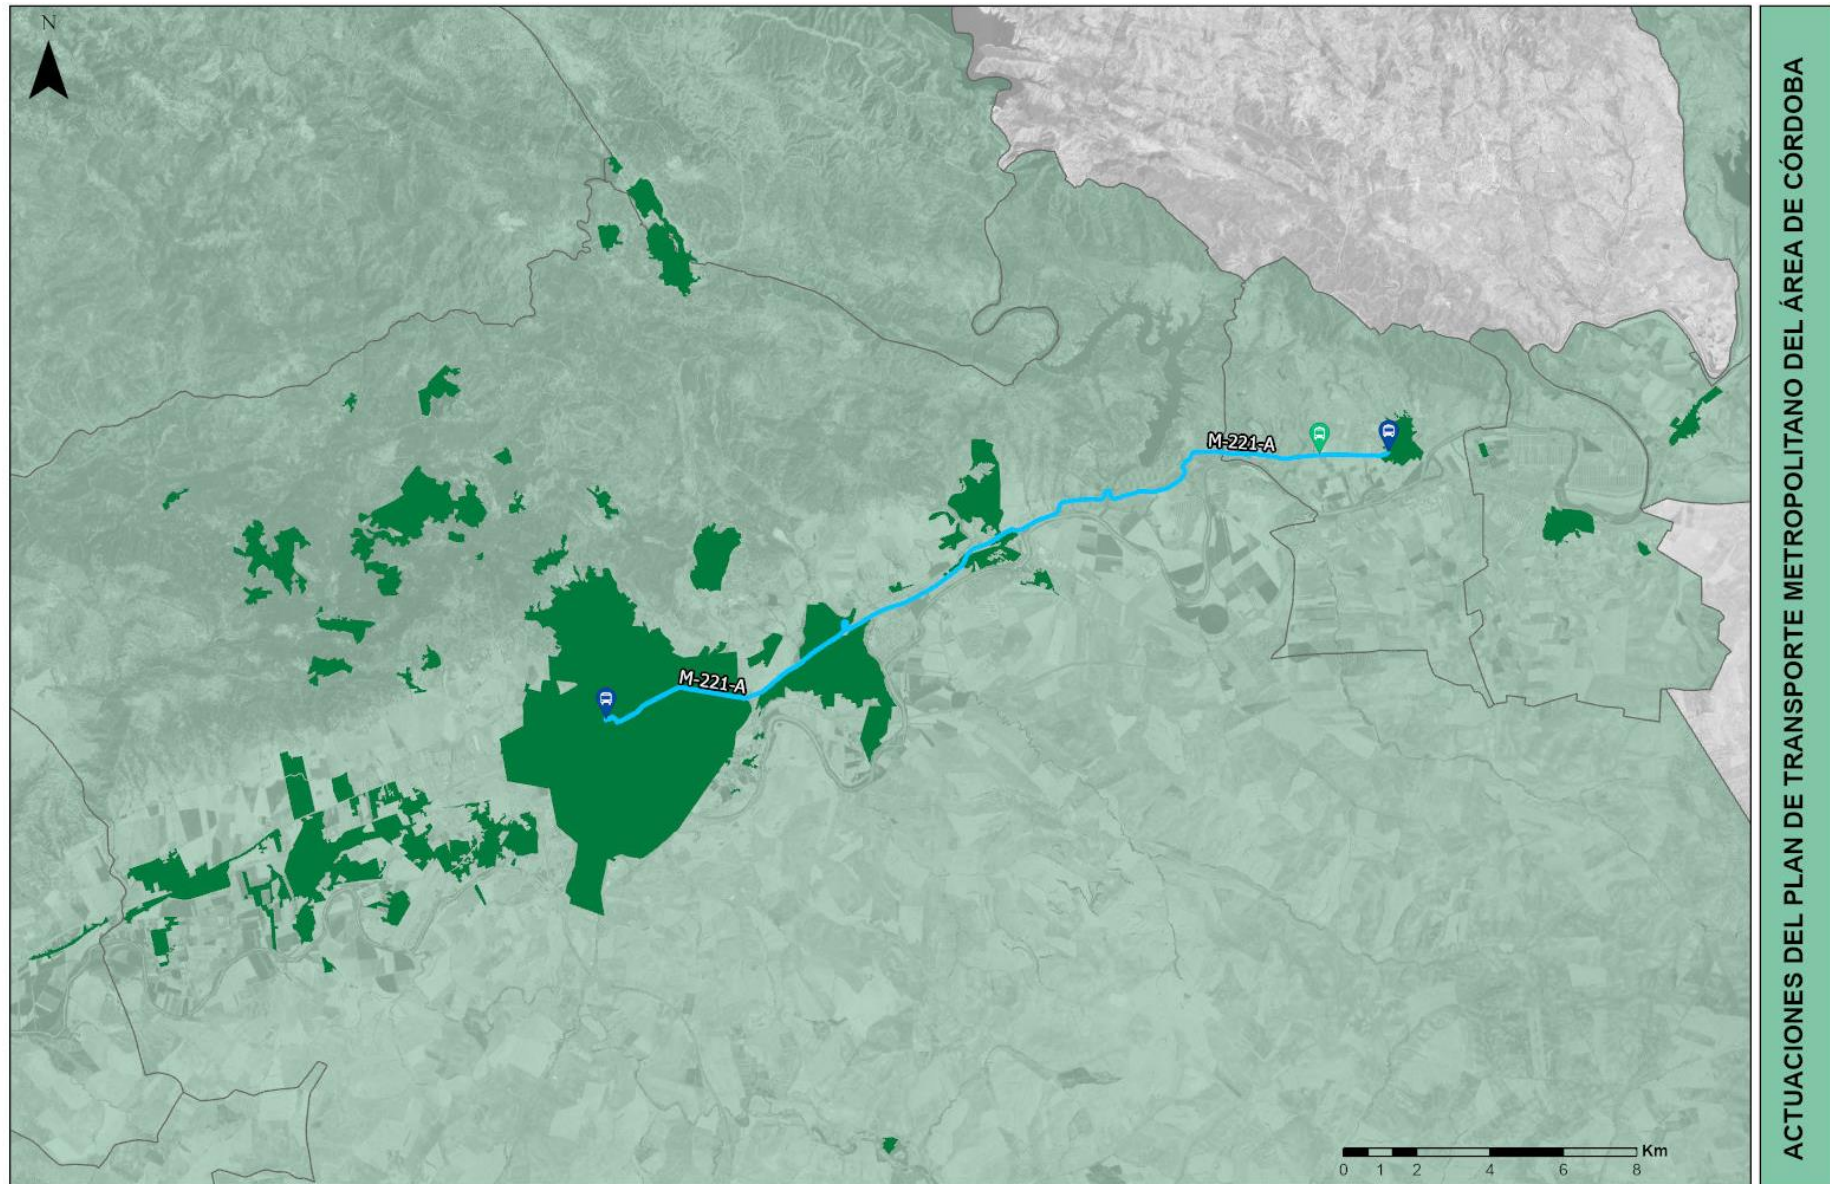 N
M-221-A
M-221-A
Km
0 1 2 4 6 8
ACTUACIONES DEL PLAN DE TRANSPORTE METROPOLITANO DEL ÁREA DE CÓRDOBA